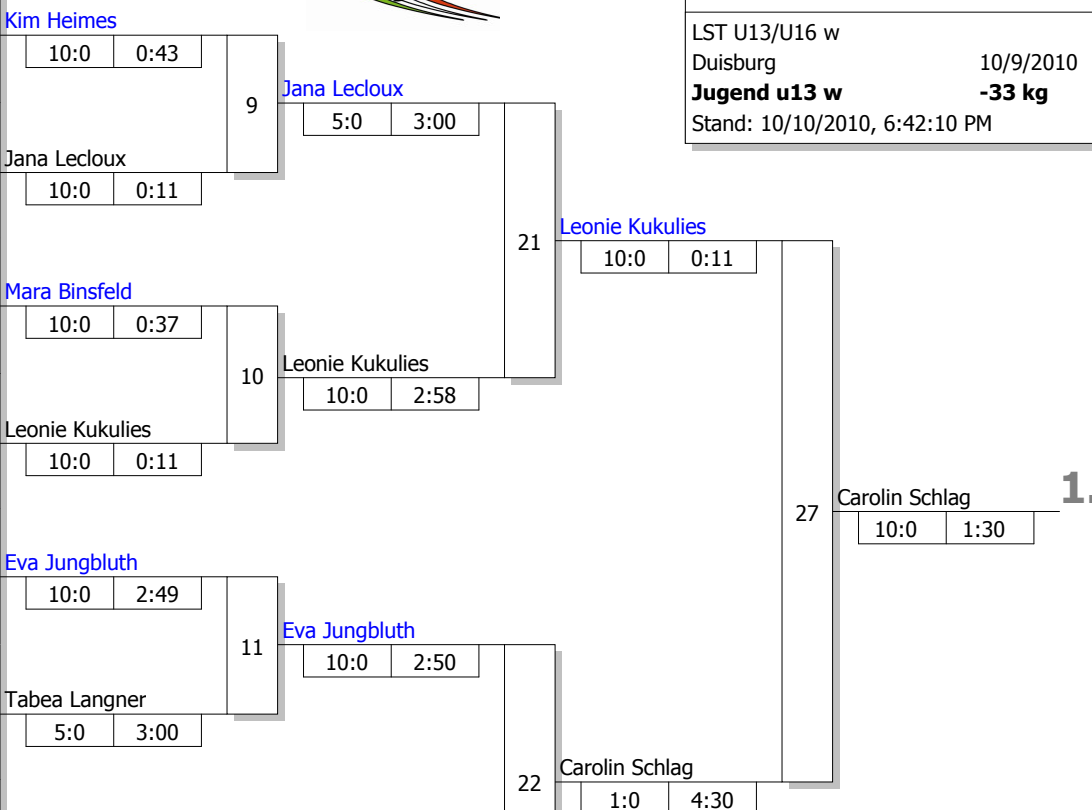 LST U13/U16 w
Duisburg 10/9/2010
Jugend u13 w -33 kg
Stand: 10/10/2010, 6:42:10 PM
Kim Heimes
10:0 0:43
9
Jana Lecloux
5:0 3:00
Jana Lecloux
10:0 0:11
21
Leonie Kukulies
10:0 0:11
Mara Binsfeld
10:0 0:37
10
Leonie Kukulies
10:0 2:58
Leonie Kukulies
10:0 0:11
27
Carolin Schlag
10:0 1:30
1.
Eva Jungbluth
10:0 2:49
11
Eva Jungbluth
10:0 2:50
Tabea Langner
5:0 3:00
22
Carolin Schlag
1:0 4:30